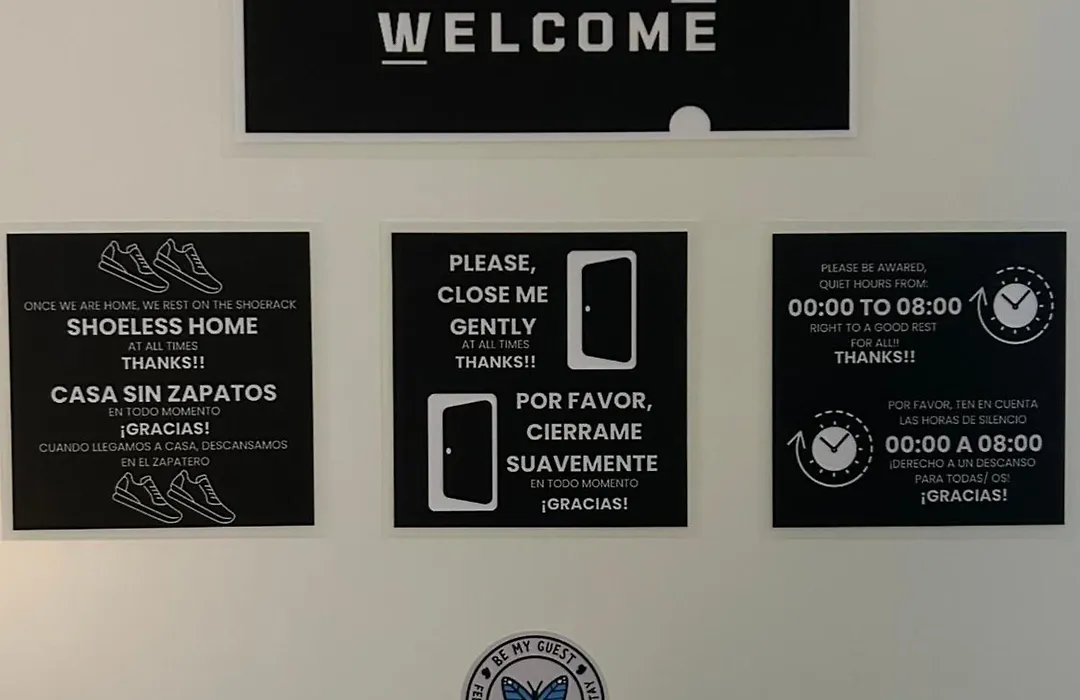 WELCOME
ONCE WE ARE HOME, WE REST ON THE SHOERACK
SHOELESS HOME
AT ALL TIMES
THANKS!!
CASA SIN ZAPATOS
EN TODO MOMENTO
¡GRACIAS!
CUANDO LLEGAMOS A CASA, DESCANSAMOS
EN EL ZAPATERO
PLEASE,
CLOSE ME
GENTLY
AT ALL TIMES
THANKS!!
POR FAVOR,
CIERRAME
SUAVEMENTE
EN TODO MOMENTO
¡GRACIAS!
PLEASE BE AWARED,
QUIET HOURS FROM:
00:00 TO 08:00
RIGHT TO A GOOD REST
FOR ALL!!
THANKS!!
POR FAVOR, TEN EN CUENTA
LAS HORAS DE SILENCIO
00:00 A 08:00
¡DERECHO A UN DESCANSO
PARA TODAS/ OS!
¡GRACIAS!
BE MY GUEST